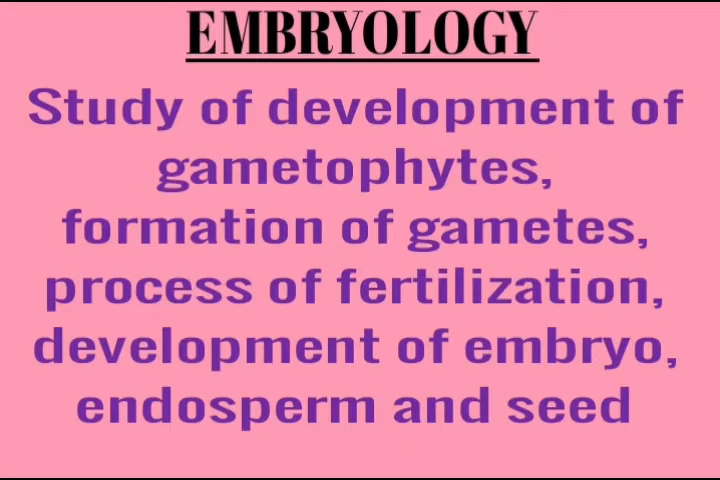 EMBRYOLOGY
Study of development of
gametophytes,
formation of gametes,
process of fertilization,
development of embryo,
endosperm and seed